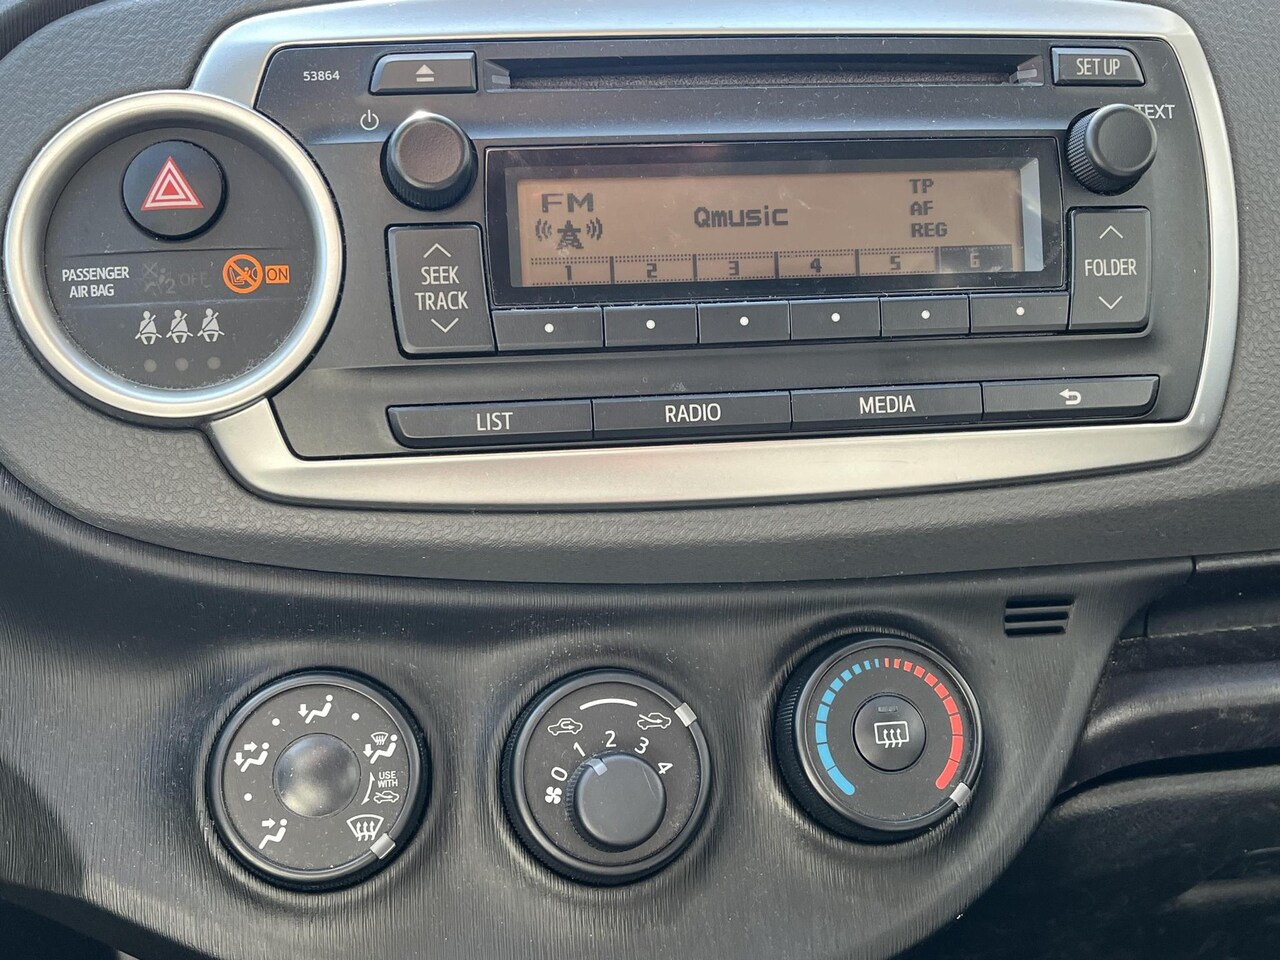 53864
SET UP
TEXT
FM
Qmusic
TP
AF
REG
1 2 3 4 5 6
SEEK
TRACK
FOLDER
PASSENGER
AIR BAG
2 OFF
ON
LIST RADIO MEDIA
USE
WITH
0 1 2 3 4